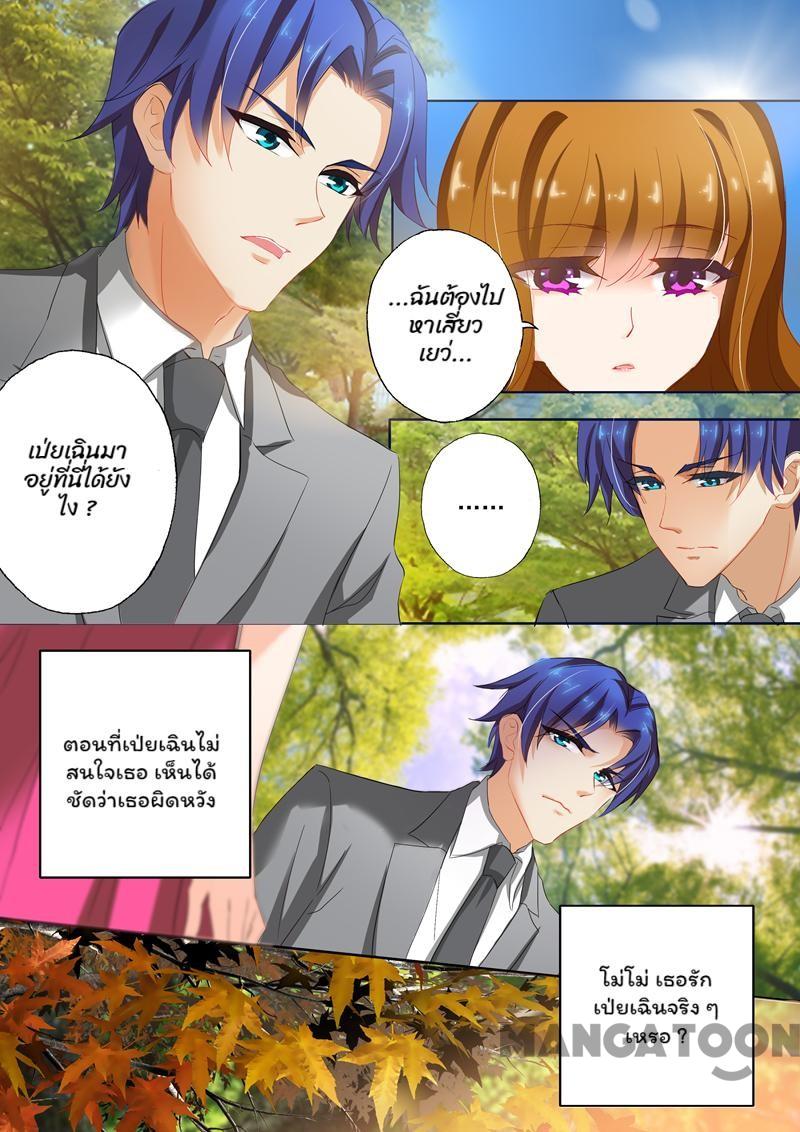 ...ฉันต้องไป
หาเสี่ยว
เยว่...
เป่ยเฉินมา
อยู่ที่นี่ได้ยัง
ไง ?
......
ตอนที่เป่ยเฉินไม่
สนใจเธอ เห็นได้
ชัดว่าเธอผิดหวัง
โม่โม่ เธอรัก
เป่ยเฉินจริง ๆ
เหรอ ?
MANGATOON